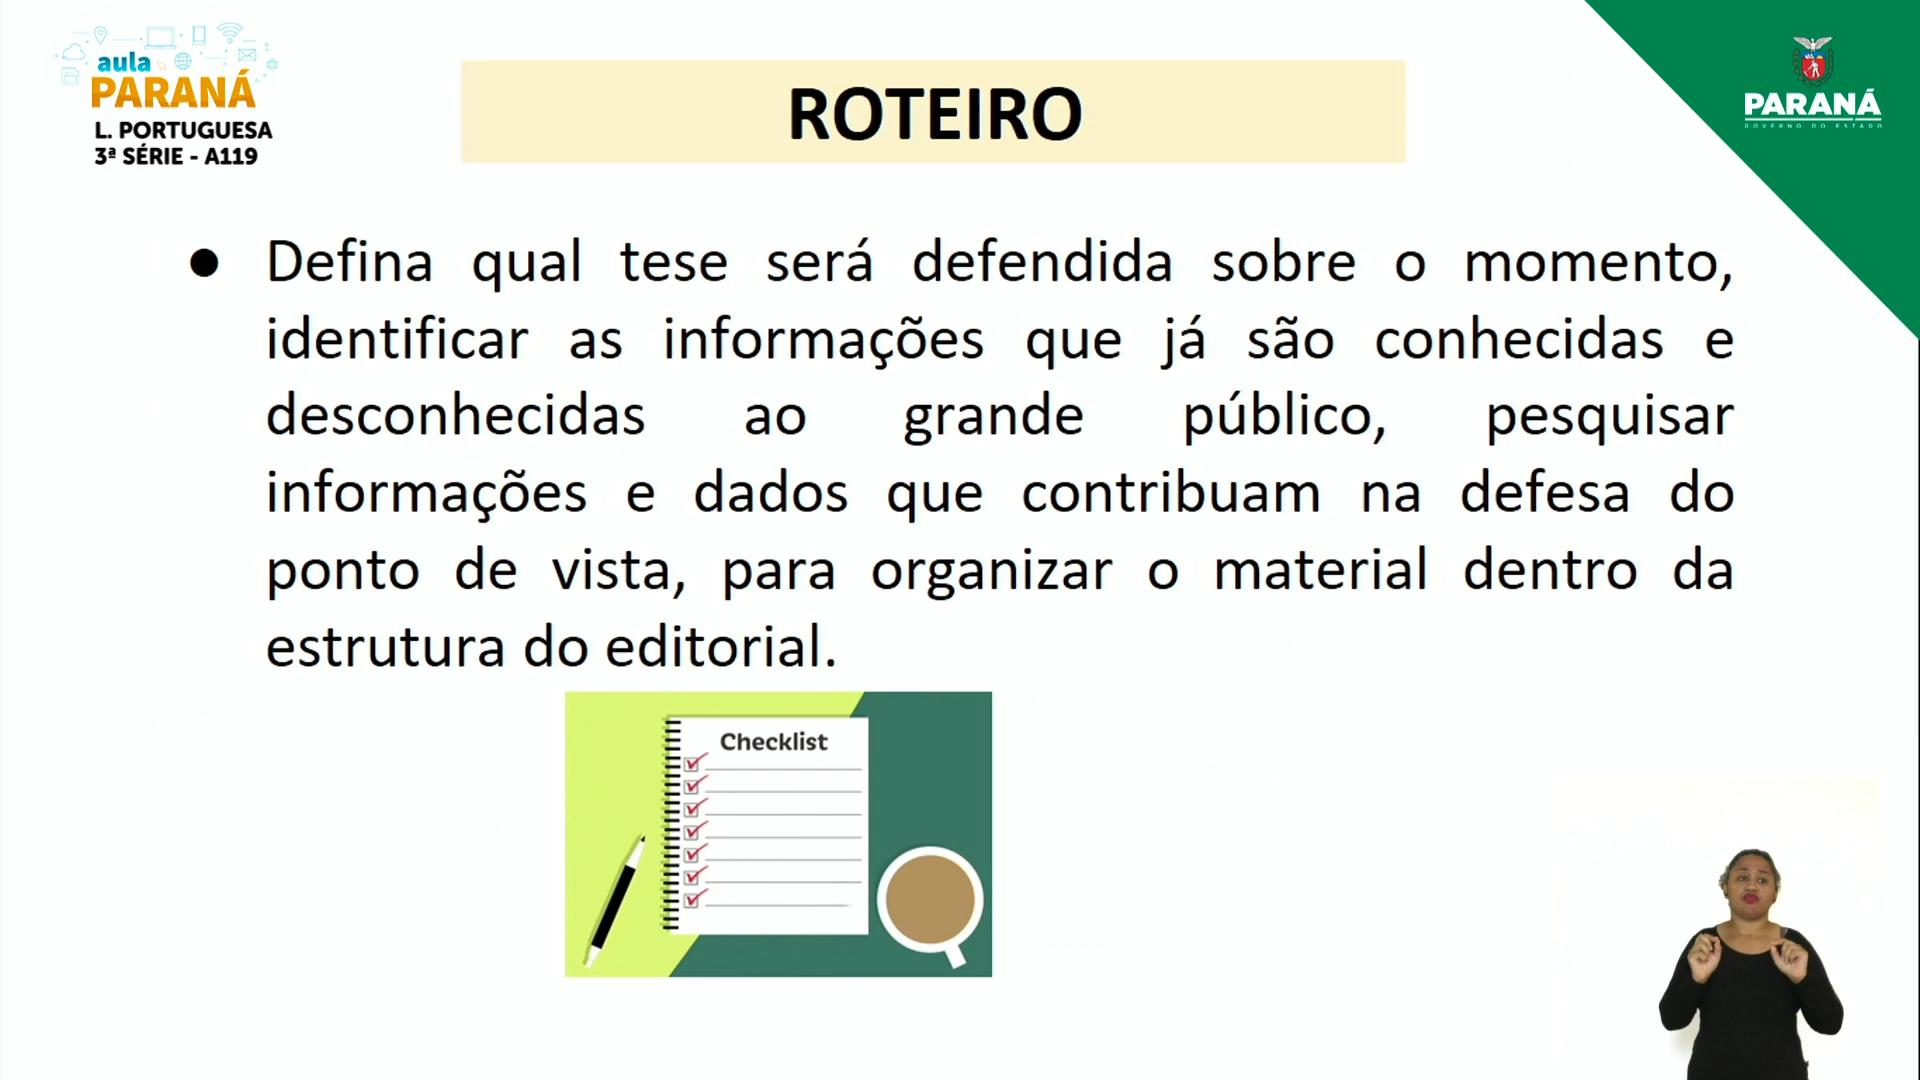 aula
PARANÁ
L. PORTUGUESA
3ª SÉRIE - A119
ROTEIRO
PARANÁ
GOVERNO DO ESTADO
● Defina qual tese será defendida sobre o momento,
identificar as informações que já são conhecidas e
desconhecidas ao grande público, pesquisar
informações e dados que contribuam na defesa do
ponto de vista, para organizar o material dentro da
estrutura do editorial.
Checklist